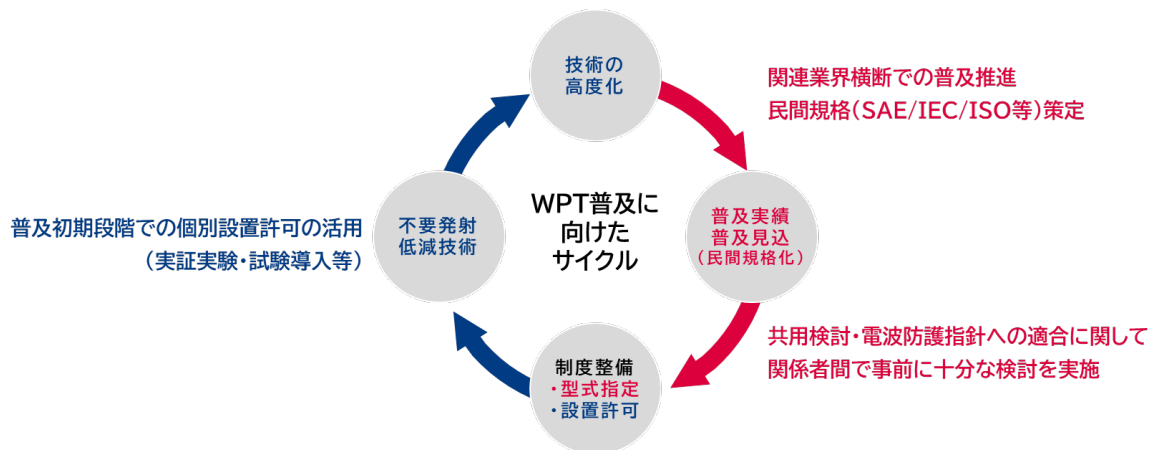 技術の
高度化
関連業界横断での普及推進
民間規格(SAE/IEC/ISO等)策定
普及初期段階での個別設置許可の活用
(実証実験・試験導入等)
不要発射
低減技術
WPT普及に
向けた
サイクル
普及実績
普及見込
(民間規格化)
共用検討・電波防護指針への適合に関して
関係者間で事前に十分な検討を実施
制度整備
・型式指定
・設置許可